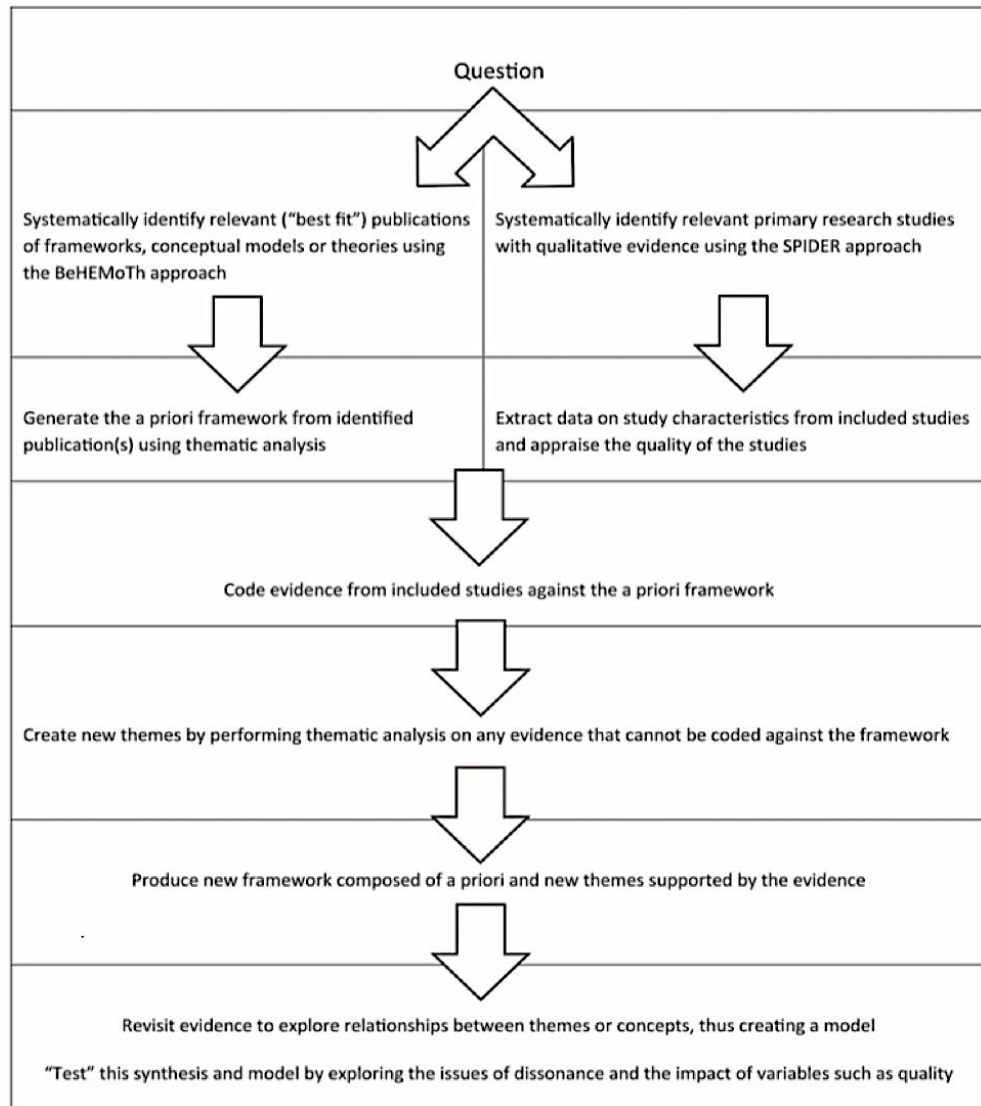 Question
Systematically identify relevant (“best fit”) publications
of frameworks, conceptual models or theories using
the BeHEMoTh approach
Systematically identify relevant primary research studies
with qualitative evidence using the SPIDER approach
Generate the a priori framework from identified
publication(s) using thematic analysis
Extract data on study characteristics from included studies
and appraise the quality of the studies
Code evidence from included studies against the a priori framework
Create new themes by performing thematic analysis on any evidence that cannot be coded against the framework
Produce new framework composed of a priori and new themes supported by the evidence
Revisit evidence to explore relationships between themes or concepts, thus creating a model
“Test” this synthesis and model by exploring the issues of dissonance and the impact of variables such as quality